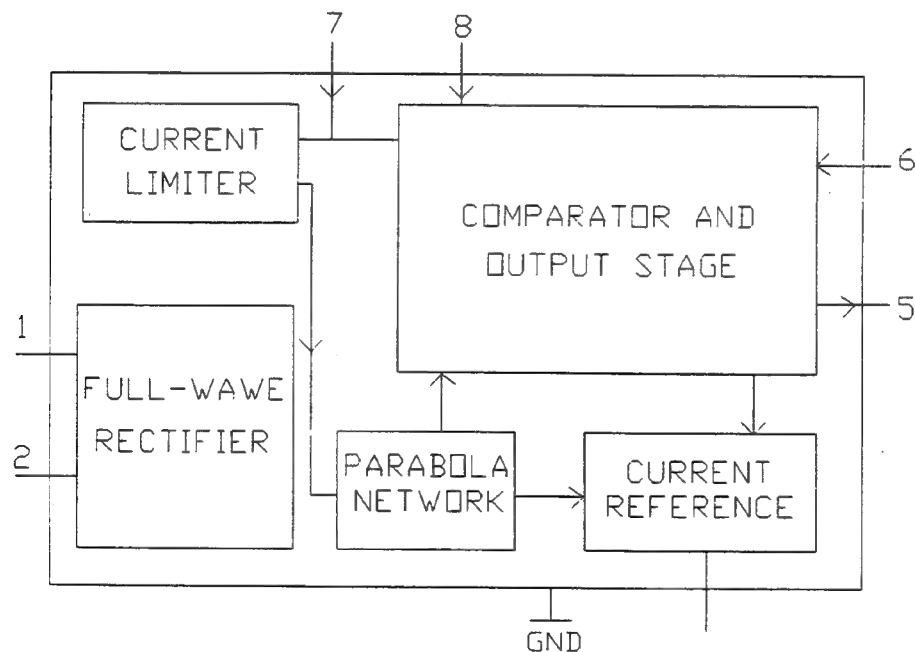 7
8
CURRENT
LIMITER
6
COMPARATOR AND
OUTPUT STAGE
5
1
FULL-WAWE
RECTIFIER
2
PARABOLA
NETWORK
CURRENT
REFERENCE
GND